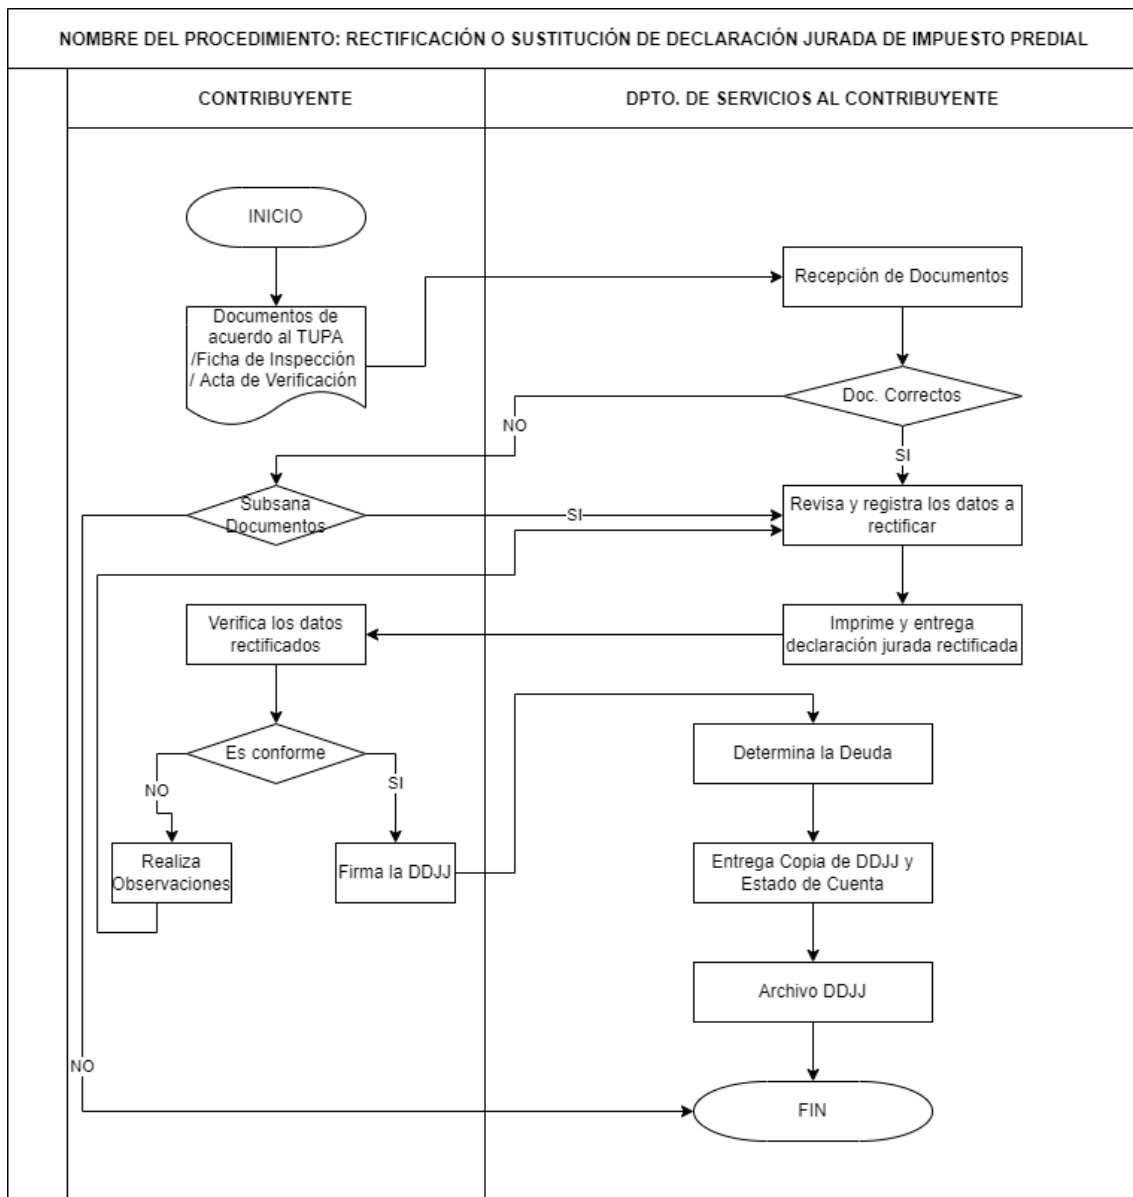 NOMBRE DEL PROCEDIMIENTO: RECTIFICACIÓN O SUSTITUCIÓN DE DECLARACIÓN JURADA DE IMPUESTO PREDIAL
CONTRIBUYENTE
DPTO. DE SERVICIOS AL CONTRIBUYENTE
INICIO
Recepción de Documentos
Documentos de
acuerdo al TUPA
/Ficha de Inspección
/ Acta de Verificación
Doc. Correctos
NO
SI
Subsana
Documentos
SI
Revisa y registra los datos a
rectificar
Verifica los datos
rectificados
Imprime y entrega
declaración jurada rectificada
Es conforme
Determina la Deuda
NO
SI
Realiza
Observaciones
Firma la DDJJ
Entrega Copia de DDJJ y
Estado de Cuenta
Archivo DDJJ
NO
FIN